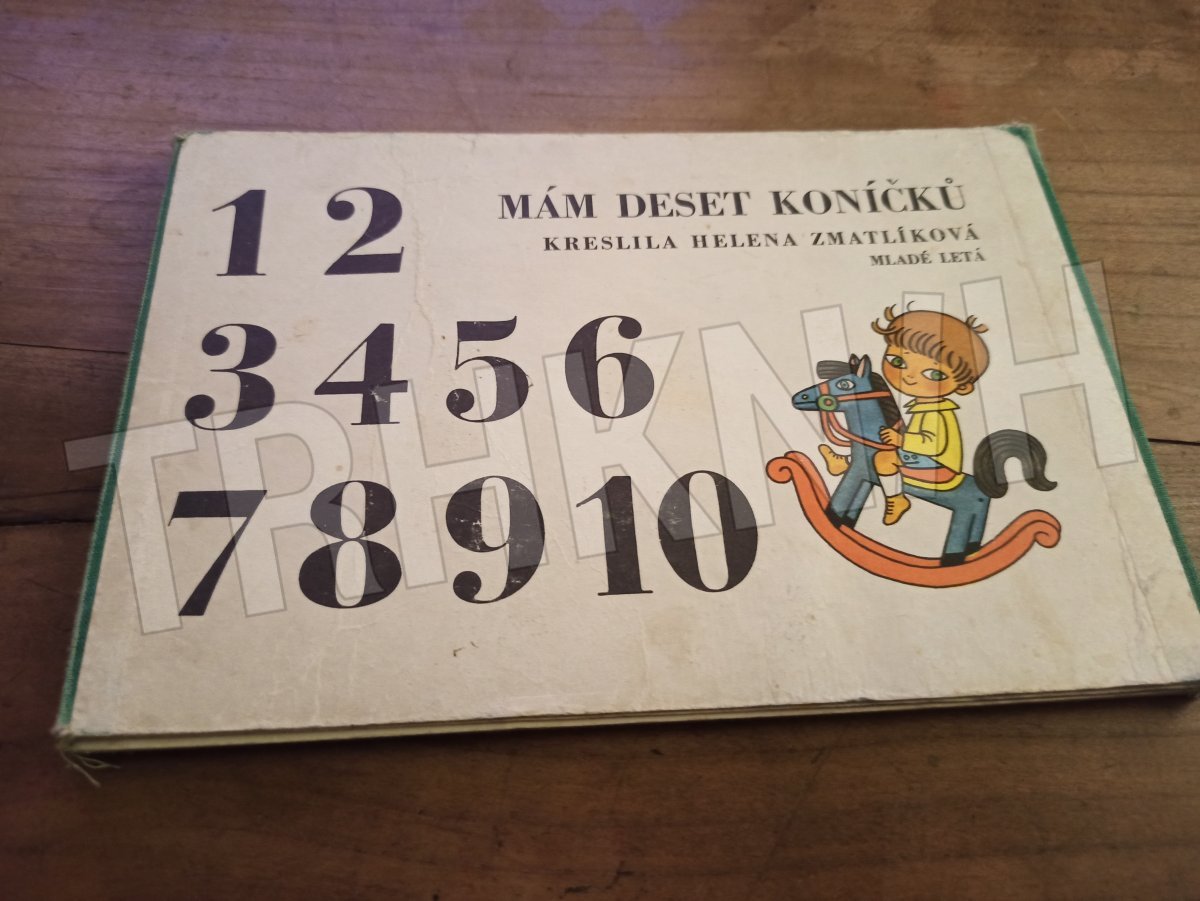 1 2
MÁM DESET KONÍČKŮ
KRESLILA HELENA ZMATLÍKOVÁ
MLADÉ LETÁ
3 4 5 6
7 8 9 10
TRHKNIH